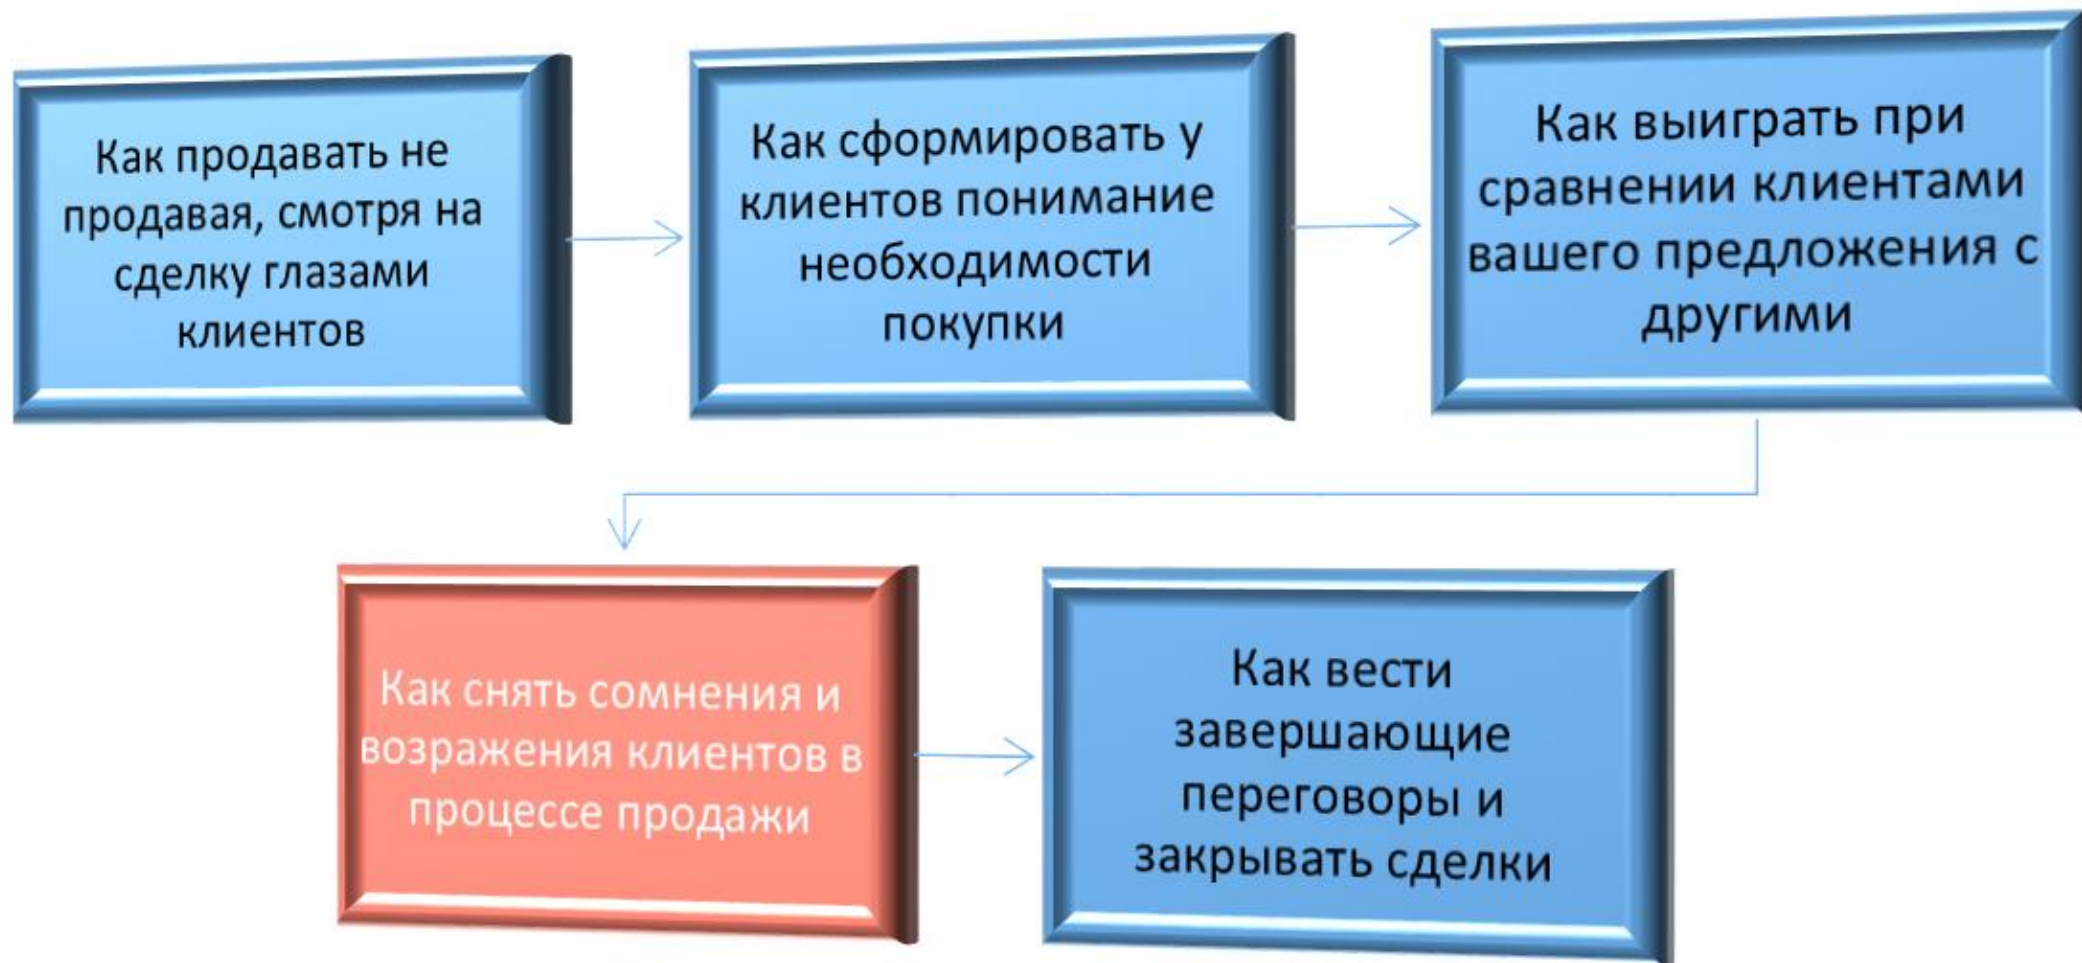 Как продавать не
продавая, смотря на
сделку глазами
клиентов
Как сформировать у
клиентов понимание
необходимости
покупки
Как выиграть при
сравнении клиентами
вашего предложения с
другими
Как снять сомнения и
возражения клиентов в
процессе продажи
Как вести
завершающие
переговоры и
закрывать сделки